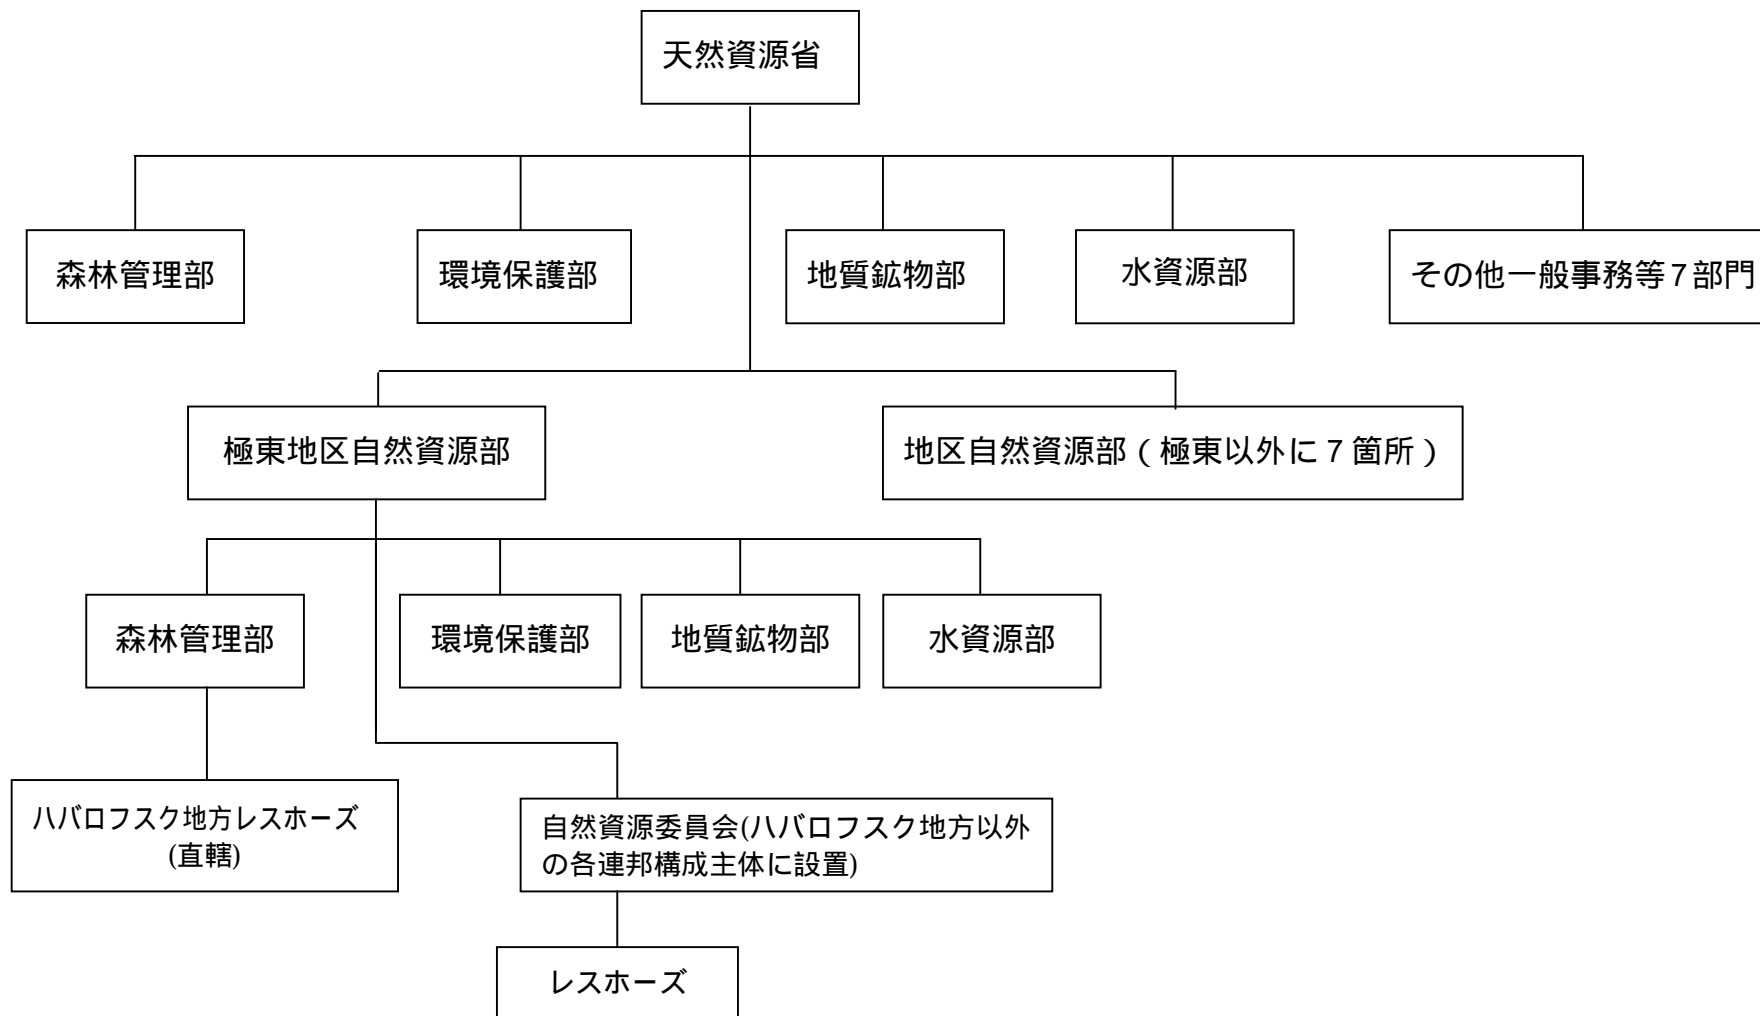 天然資源省
森林管理部
環境保護部
地質鉱物部
水資源部
その他一般事務等7部門
極東地区自然資源部
地区自然資源部(極東以外に7箇所)
森林管理部
環境保護部
地質鉱物部
水資源部
ハバロフスク地方レスホーズ
(直轄)
自然資源委員会(ハバロフスク地方以外
の各連邦構成主体に設置)
レスホーズ